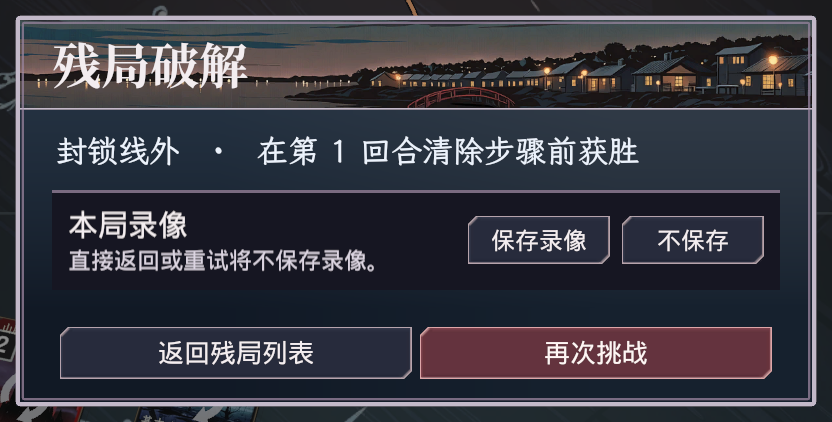 残局破解
封锁线外 · 在第 1 回合清除步骤前获胜
本局录像
直接返回或重试将不保存录像。
保存录像
不保存
返回残局列表
再次挑战
2